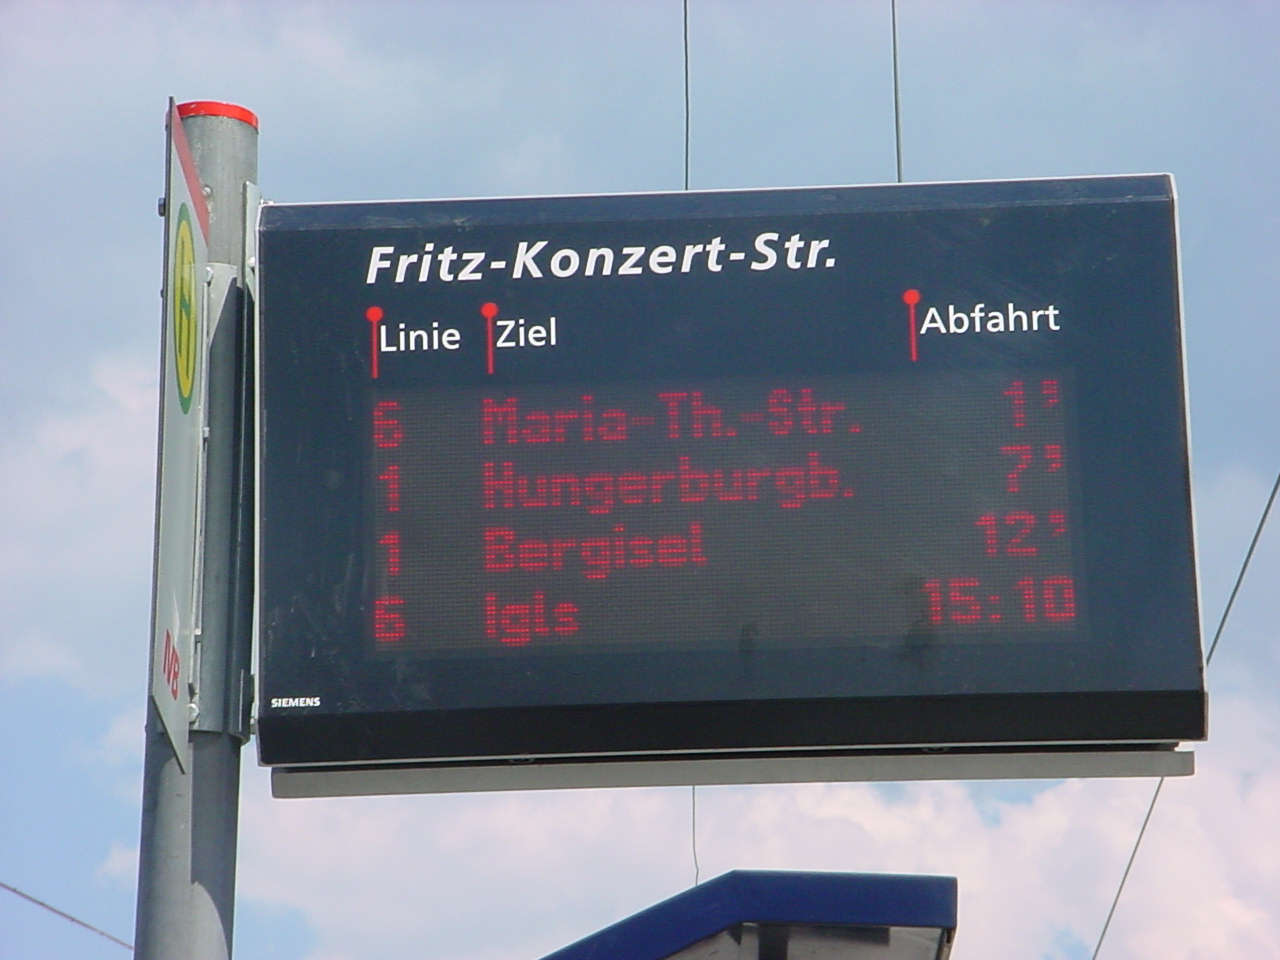 Fritz-Konzert-Str.
Linie Ziel Abfahrt
6 Maria-Th.-Str. 1'
1 Hungerburgb. 7'
1 Bergisel 12'
6 Igls 15:10
SIEMENS
H
IVB